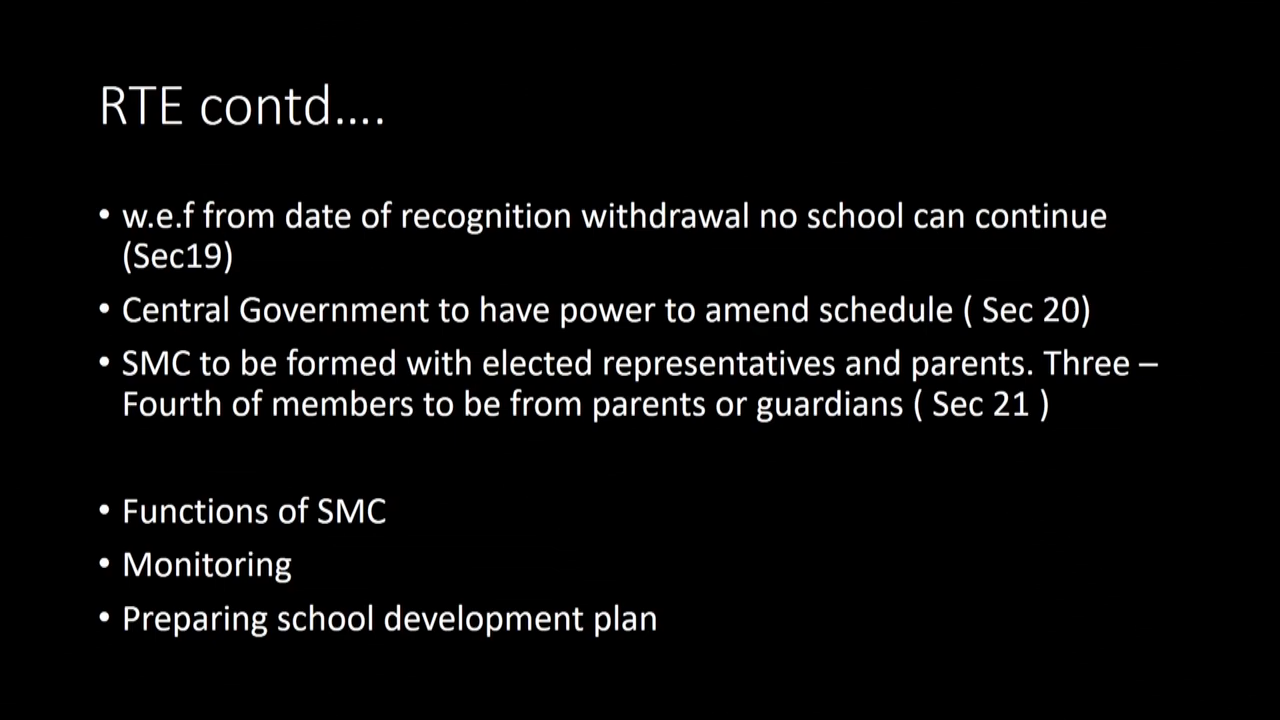 RTE contd....
• w.e.f from date of recognition withdrawal no school can continue
(Sec19)
• Central Government to have power to amend schedule ( Sec 20)
• SMC to be formed with elected representatives and parents. Three –
Fourth of members to be from parents or guardians ( Sec 21 )
• Functions of SMC
• Monitoring
• Preparing school development plan